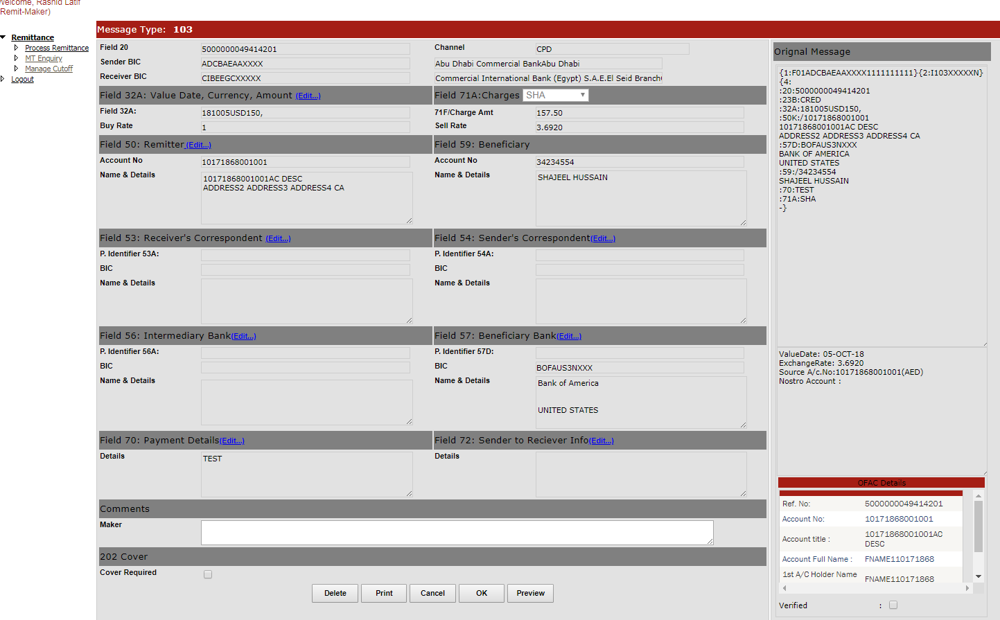 Welcome, Rashid Latif
Remit-Maker)
Remittance
Process Remittance
MT Enquiry
Manage Cutoff
Logout
Message Type: 103
Field 20 5000000049414201 Channel CPD
Sender BIC ADCBAEAAXXXX Abu Dhabi Commercial BankAbu Dhabi
Receiver BIC CIBEEGCXXXXX Commercial International Bank (Egypt) S.A.E.El Seid Branch
Field 32A: Value Date, Currency, Amount (Edit...) Field 71A:Charges SHA
Field 32A: 181005USD150, 71F/Charge Amt 157.50
Buy Rate 1 Sell Rate 3.6920
Field 50: Remitter (Edit...) Field 59: Beneficiary
Account No 10171868001001 Account No 34234554
Name & Details 10171868001001AC DESC Name & Details SHAJEEL HUSSAIN
ADDRESS2 ADDRESS3 ADDRESS4 CA
Field 53: Receiver's Correspondent (Edit...) Field 54: Sender's Correspondent(Edit...)
P. Identifier 53A: P. Identifier 54A:
BIC BIC
Name & Details Name & Details
Field 56: Intermediary Bank(Edit...) Field 57: Beneficiary Bank(Edit...)
P. Identifier 56A: P. Identifier 57D:
BIC BIC BOFAUS3NXXX
Name & Details Name & Details Bank of America
UNITED STATES
Field 70: Payment Details(Edit...) Field 72: Sender to Reciever Info(Edit...)
Details TEST Details
Comments
Maker
202 Cover
Cover Required
Delete Print Cancel OK Preview
Orignal Message
{1:F01ADCBAEAAXXXX1111111111}{2:I103XXXXXN}
{4:
:20:5000000049414201
:23B:CRED
:32A:181005USD150,
:50K:/10171868001001
10171868001001AC DESC
ADDRESS2 ADDRESS3 ADDRESS4 CA
:57D:BOFAUS3NXXX
BANK OF AMERICA
UNITED STATES
:59:/34234554
SHAJEEL HUSSAIN
:70:TEST
:71A:SHA
-}
ValueDate: 05-OCT-18
ExchangeRate: 3.6920
Source A/c.No:10171868001001(AED)
Nostro Account :
OFAC Details
Ref. No: 5000000049414201
Account No: 10171868001001
Account title : 10171868001001AC
DESC
Account Full Name : FNAME110171868
1st A/C Holder Name FNAME110171868
Verified :